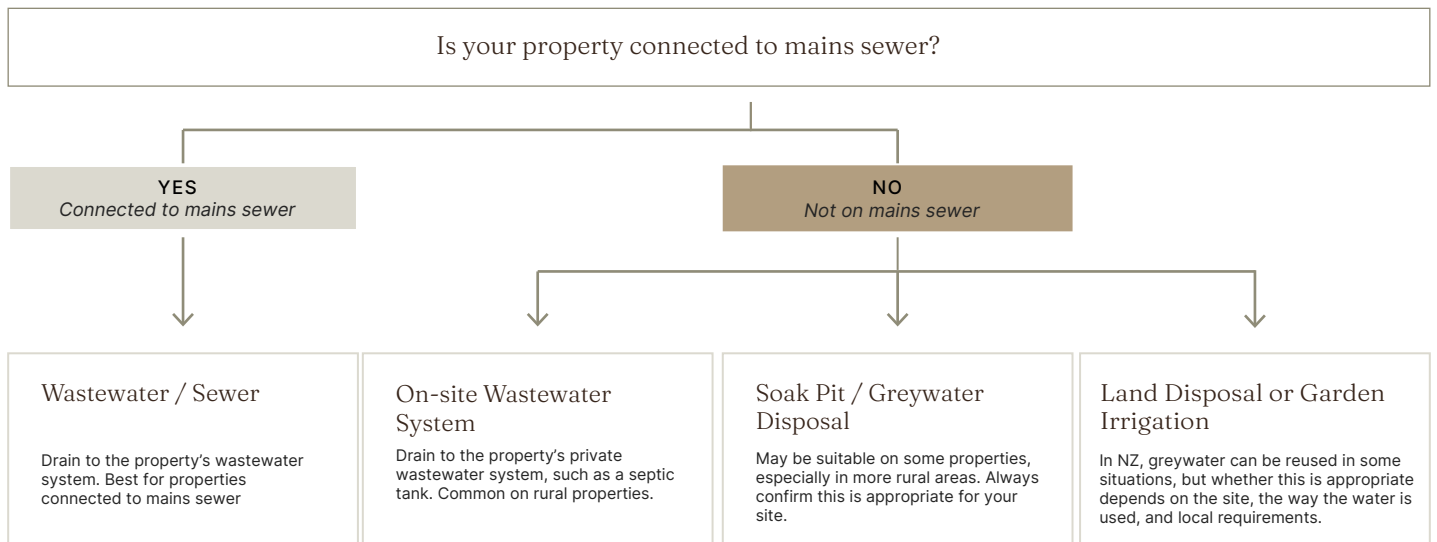 Is your property connected to mains sewer?
YES
Connected to mains sewer
NO
Not on mains sewer
Wastewater / Sewer
Drain to the property’s wastewater
system. Best for properties
connected to mains sewer
On-site Wastewater
System
Drain to the property’s private
wastewater system, such as a septic
tank. Common on rural properties.
Soak Pit / Greywater
Disposal
May be suitable on some properties,
especially in more rural areas. Always
confirm this is appropriate for your
site.
Land Disposal or Garden
Irrigation
In NZ, greywater can be reused in some
situations, but whether this is appropriate
depends on the site, the way the water is
used, and local requirements.